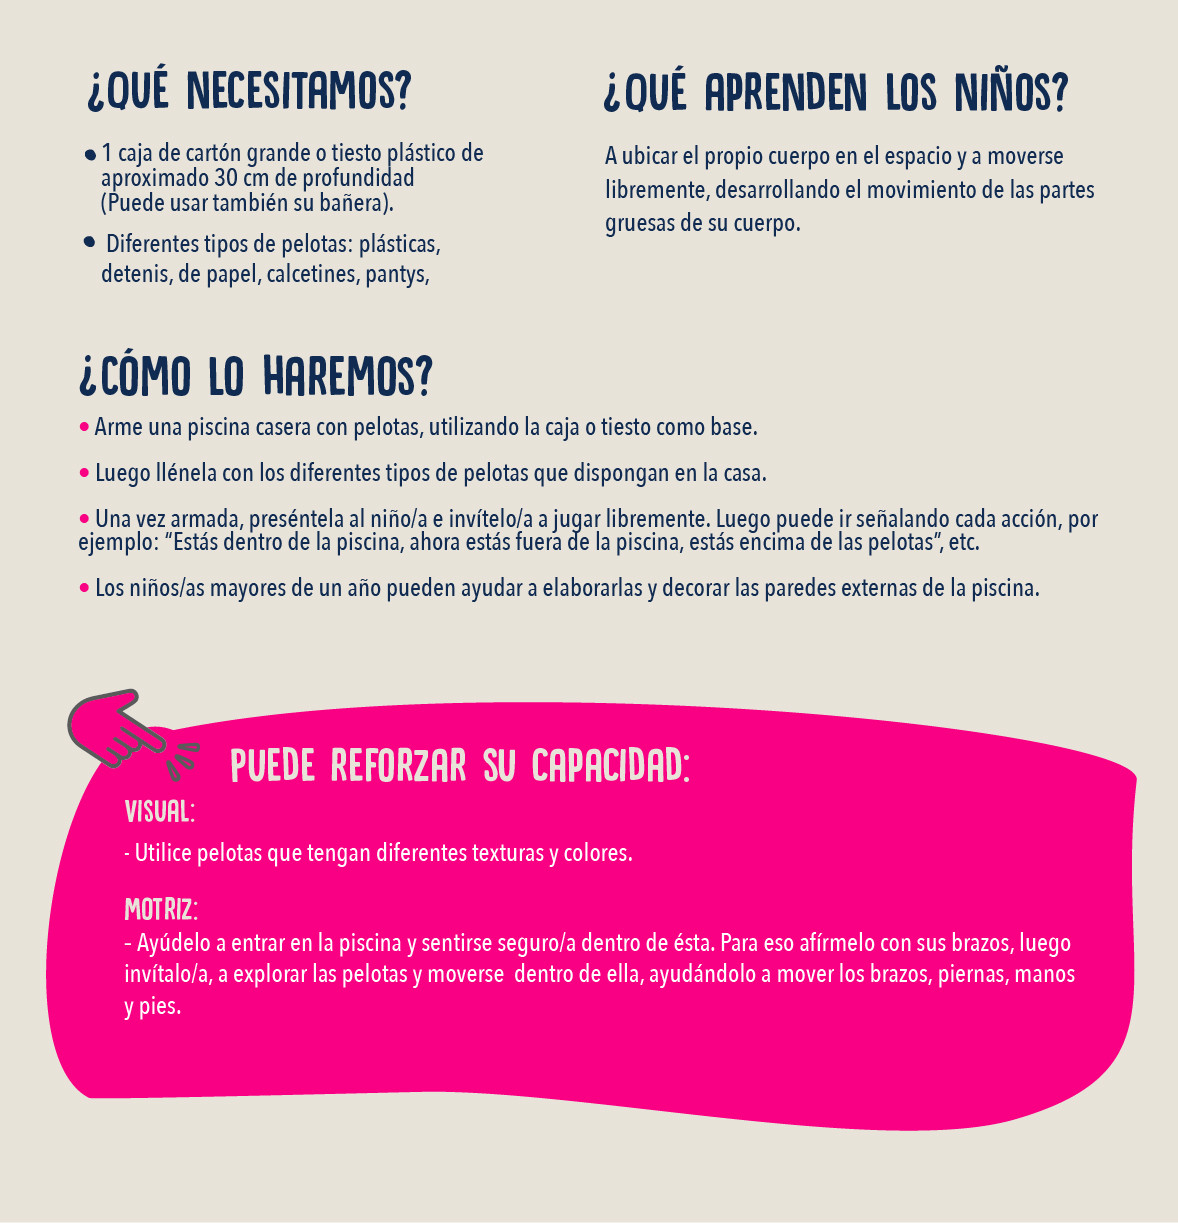 ¿QUÉ NECESITAMOS?
• 1 caja de cartón grande o tiesto plástico de
aproximado 30 cm de profundidad
(Puede usar también su bañera).
• Diferentes tipos de pelotas: plásticas,
detenis, de papel, calcetines, pantys,
¿QUÉ APRENDEN LOS NIÑOS?
A ubicar el propio cuerpo en el espacio y a moverse
libremente, desarrollando el movimiento de las partes
gruesas de su cuerpo.
¿CÓMO LO HAREMOS?
• Arme una piscina casera con pelotas, utilizando la caja o tiesto como base.
• Luego llénela con los diferentes tipos de pelotas que dispongan en la casa.
• Una vez armada, preséntela al niño/a e invítelo/a a jugar libremente. Luego puede ir señalando cada acción, por
ejemplo: “Estás dentro de la piscina, ahora estás fuera de la piscina, estás encima de las pelotas”, etc.
• Los niños/as mayores de un año pueden ayudar a elaborarlas y decorar las paredes externas de la piscina.
PUEDE REFORZAR SU CAPACIDAD:
VISUAL:
- Utilice pelotas que tengan diferentes texturas y colores.
MOTRIZ:
– Ayúdelo a entrar en la piscina y sentirse seguro/a dentro de ésta. Para eso afírmelo con sus brazos, luego
invítalo/a, a explorar las pelotas y moverse  dentro de ella, ayudándolo a mover los brazos, piernas, manos
y pies.